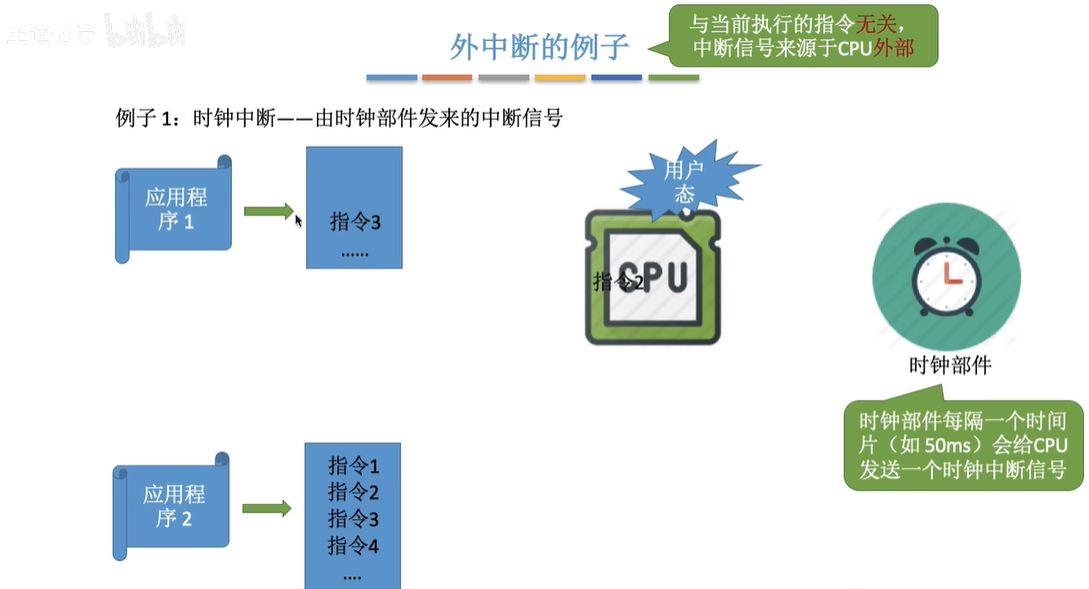 bilibili
外中断的例子
与当前执行的指令无关，
中断信号来源于CPU外部
例子 1：时钟中断——由时钟部件发来的中断信号
应用程
序 1
指令3
......
用户
态
CPU
指令2
时钟部件
时钟部件每隔一个时间
片（如 50ms）会给CPU
发送一个时钟中断信号
应用程
序 2
指令1
指令2
指令3
指令4
....